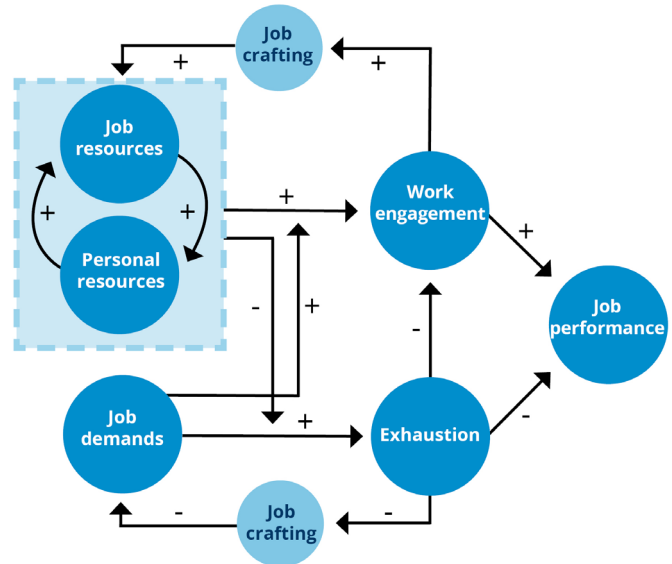 Job
crafting
+
+
Job
resources
+
+
+
Personal
resources
Work
engagement
+
-
+
-
Job
performance
Job
demands
+
Exhaustion
-
-
Job
crafting
-